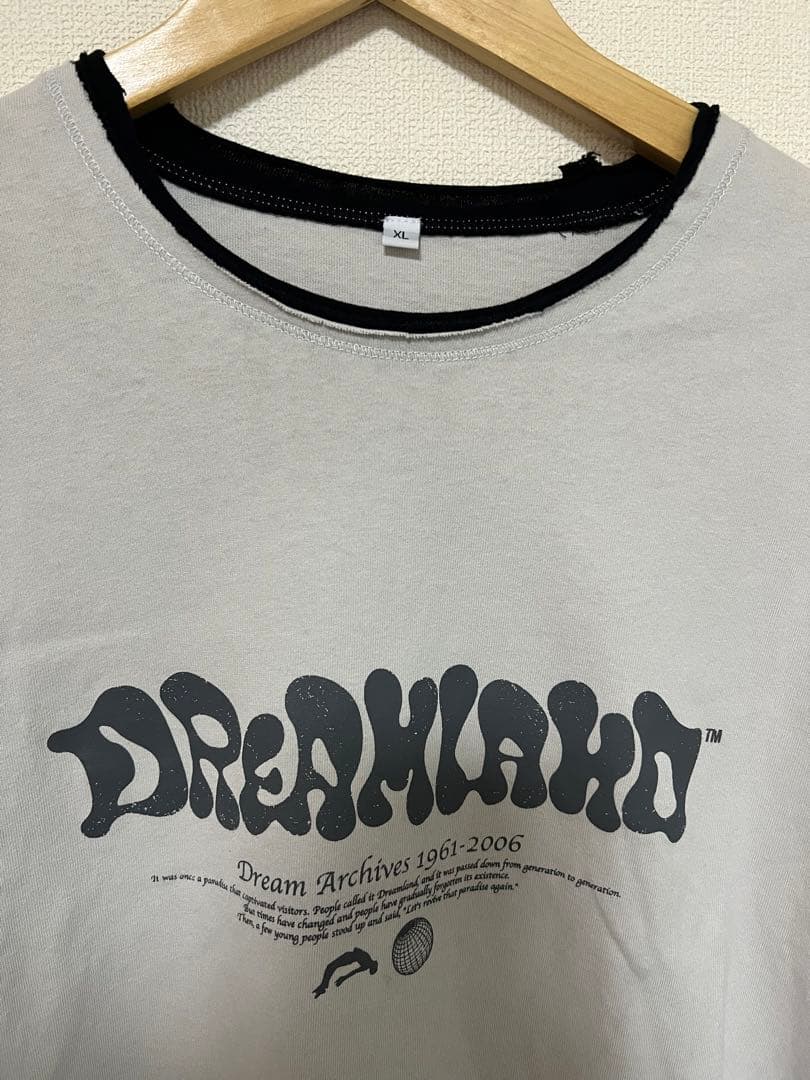 XL
DREAMLAND
TM
Dream Archives 1961-2006
It was once a paradise that captivated visitors. People called it Dreamland, and it was passed down from generation to generation.
But times have changed and people have gradually forgotten its existence.
Then, a few young people stood up and said, "Let's revive that paradise again."